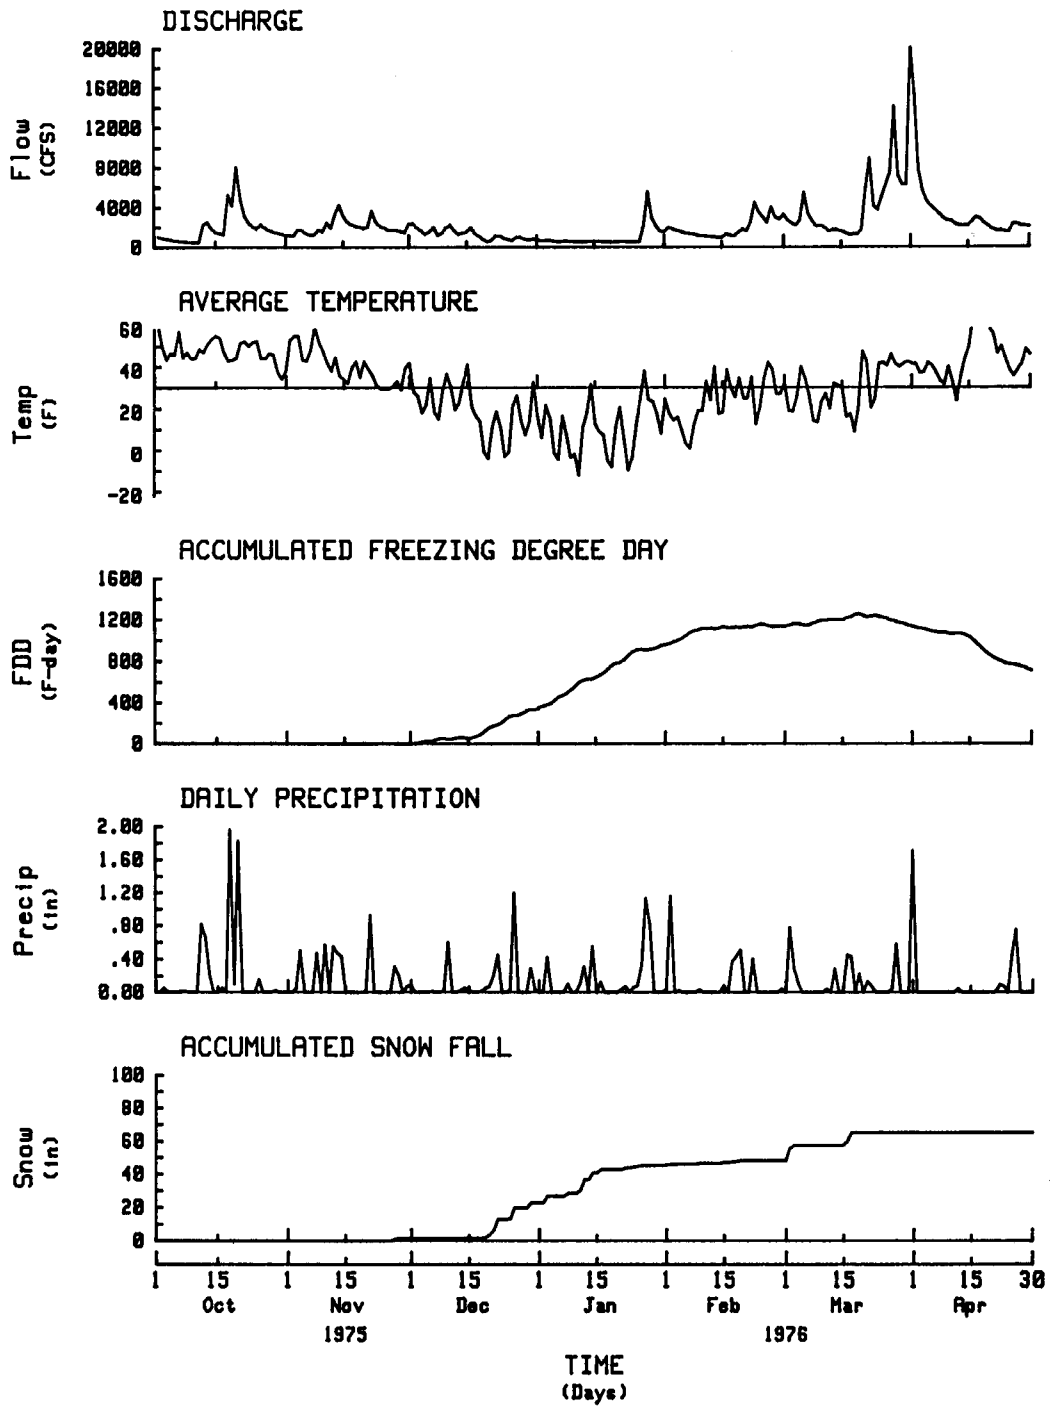 DISCHARGE
20000
16000
12000
8000
4000
0
Flow
(CFS)
AVERAGE TEMPERATURE
60
40
20
0
-20
Temp
(F)
ACCUMULATED FREEZING DEGREE DAY
1600
1200
800
400
0
FDD
(F-day)
DAILY PRECIPITATION
2.00
1.60
1.20
.80
.40
0.00
Precip
(in)
ACCUMULATED SNOW FALL
100
80
60
40
20
0
Snow
(in)
1 15 1 15 1 15 1 15 1 15 1 15 1 15 30
Oct Nov Dec Jan Feb Mar Apr
1975 1976
TIME
(Days)